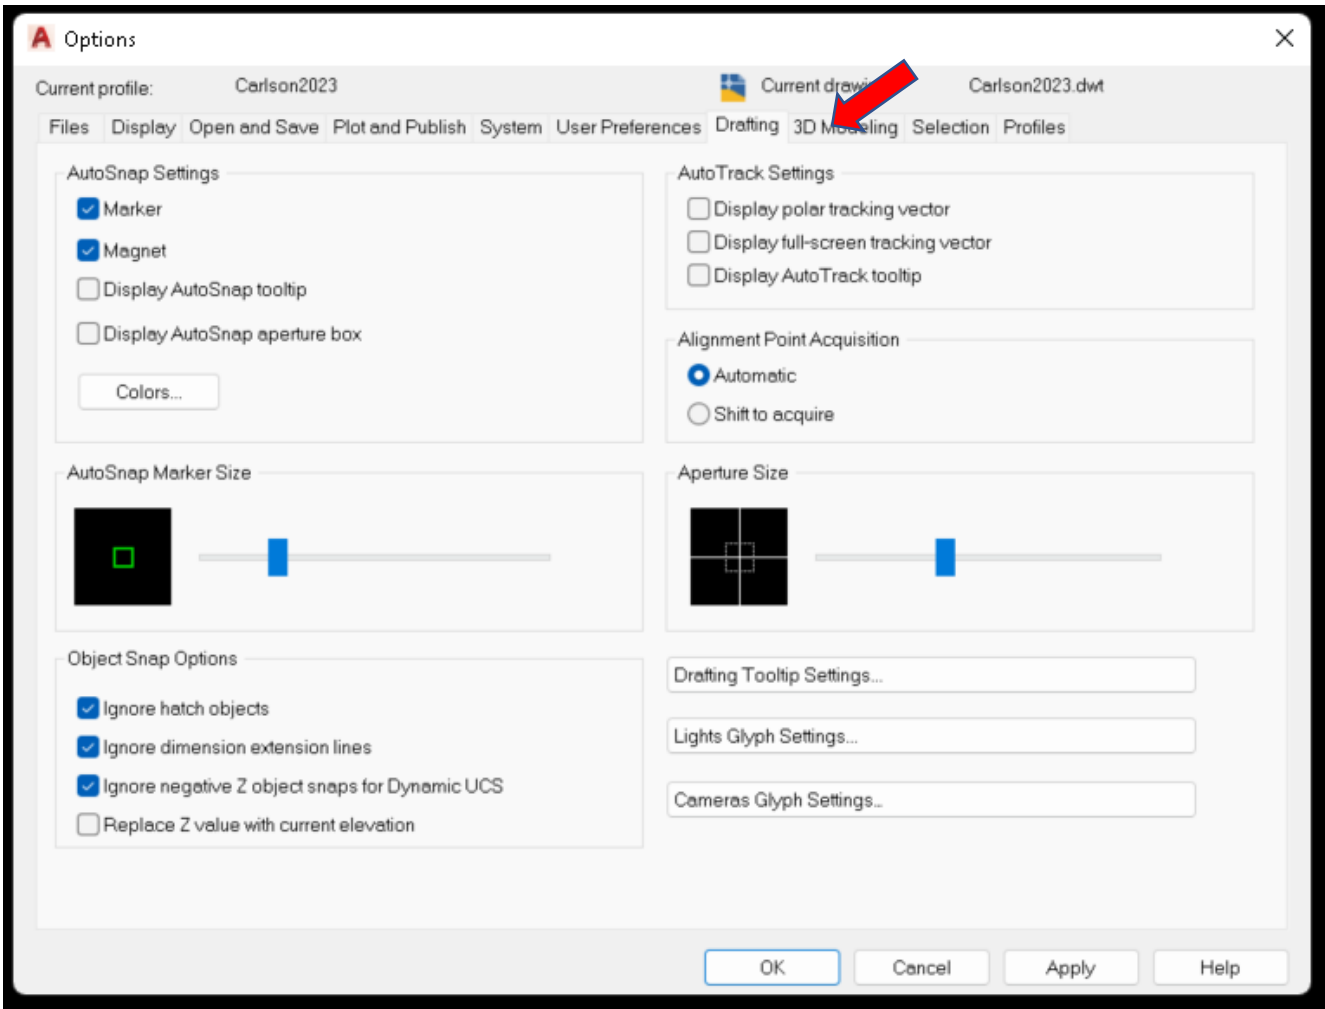 Options
Current profile: Carlson2023 Current Carlson2023.dwt
Files Display Open and Save Plot and Publish System User Preferences Drafting 3D Modeling Selection Profiles
AutoSnap Settings
Marker
Magnet
Display AutoSnap tooltip
Display AutoSnap aperture box
Colors...
AutoTrack Settings
Display polar tracking vector
Display full-screen tracking vector
Display AutoTrack tooltip
Alignment Point Acquisition
Automatic
Shift to acquire
AutoSnap Marker Size
Aperture Size
Object Snap Options
Ignore hatch objects
Ignore dimension extension lines
Ignore negative Z object snaps for Dynamic UCS
Replace Z value with current elevation
Drafting Tooltip Settings...
Lights Glyph Settings...
Cameras Glyph Settings...
OK Cancel Apply Help